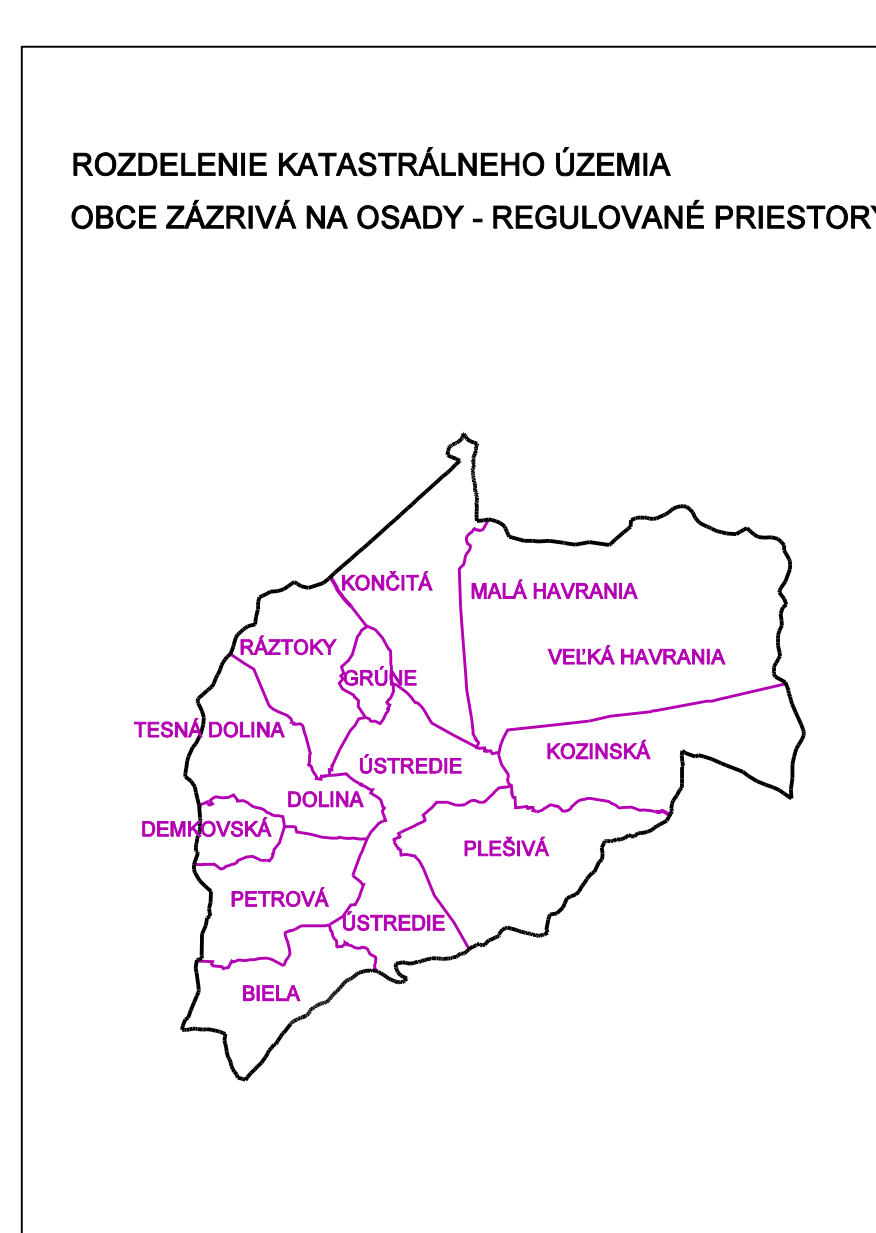 ROZDELENIE KATASTRÁLNEHO ÚZEMIA
OBCE ZÁZRIVÁ NA OSADY - REGULOVANÉ PRIESTORY
KONČITÁ
MALÁ HAVRANIA
RÁZTOKY
VEĽKÁ HAVRANIA
GRÚNE
TESNÁ DOLINA
KOZINSKÁ
ÚSTREDIE
DOLINA
DEMKOVSKÁ
PLEŠIVÁ
PETROVÁ
ÚSTREDIE
BIELA